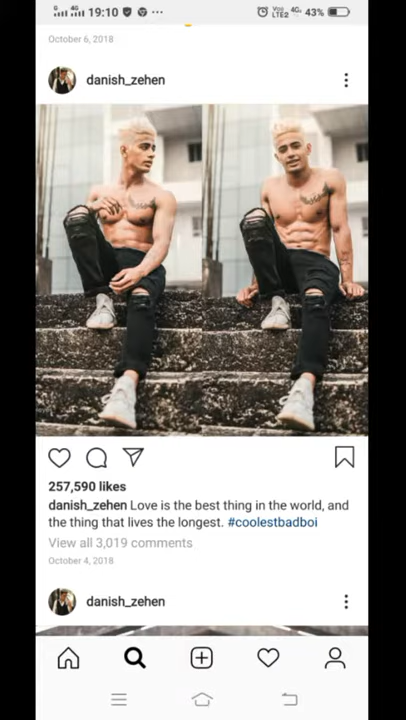 19:10
43%
October 6, 2018
danish_zehen
257,590 likes
danish_zehen Love is the best thing in the world, and
the thing that lives the longest. #coolestbadboi
View all 3,019 comments
October 4, 2018
danish_zehen